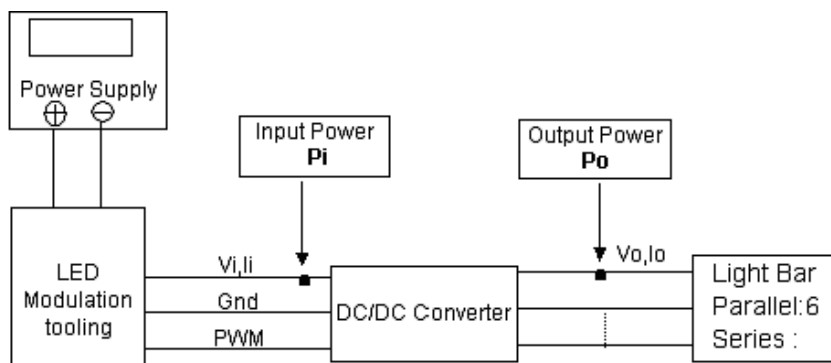 Power Supply
Input Power
Pi
Output Power
Po
LED
Modulation
tooling
Vi,Ii
Gnd
PWM
DC/DC Converter
Vo,Io
Light Bar
Parallel:6
Series :